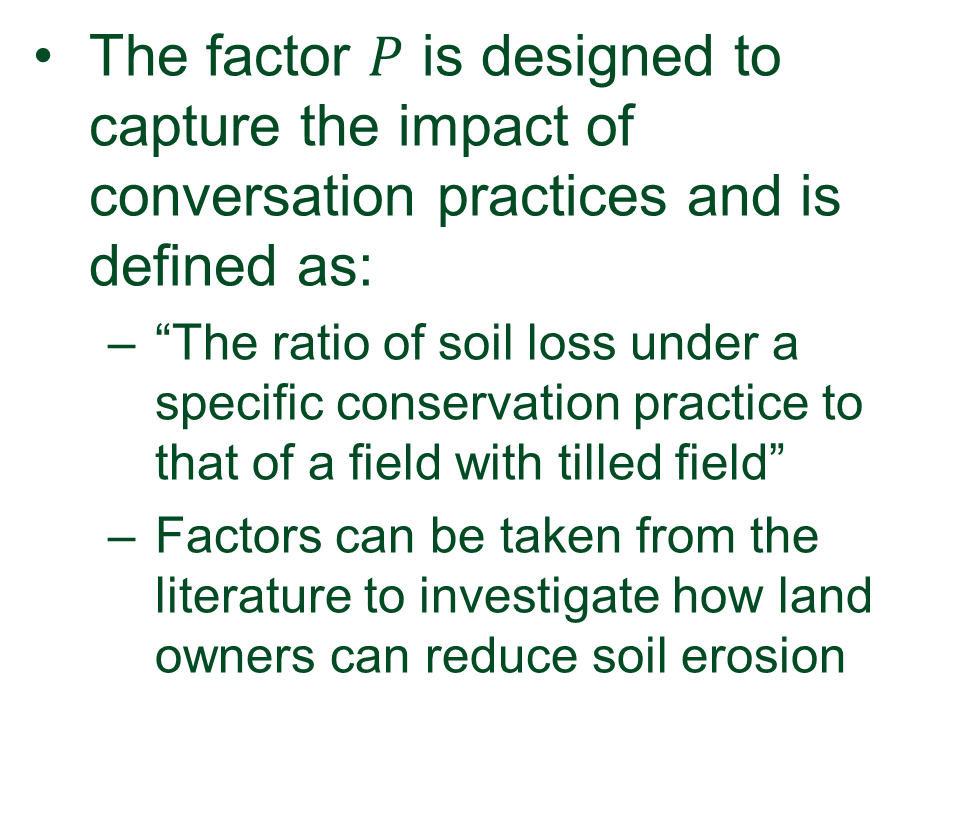 • The factor 𝑃 is designed to
capture the impact of
conversation practices and is
defined as:
– “The ratio of soil loss under a
specific conservation practice to
that of a field with tilled field”
– Factors can be taken from the
literature to investigate how land
owners can reduce soil erosion